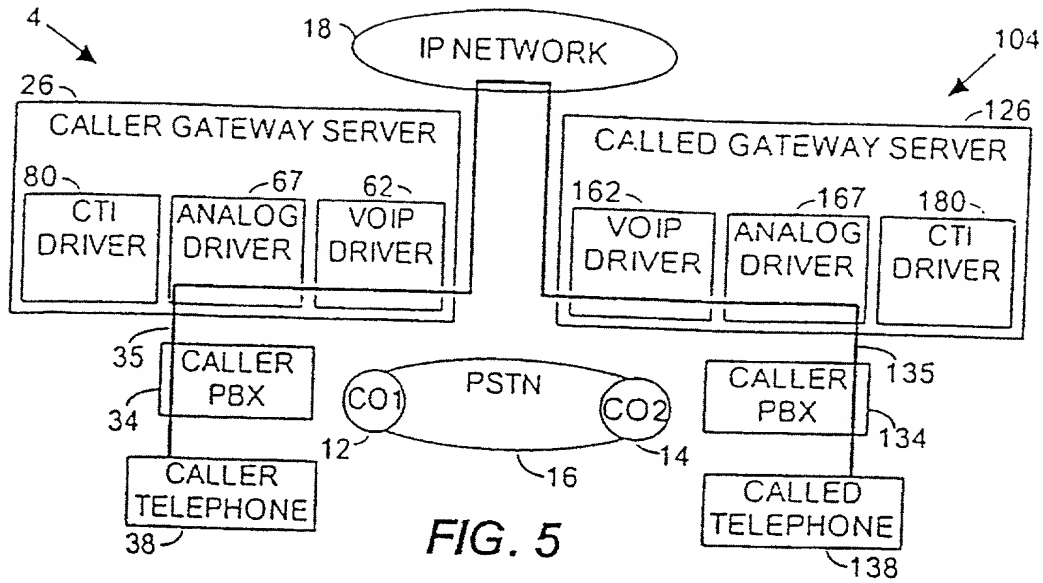 4
18
IP NETWORK
104
26
CALLER GATEWAY SERVER
80
CTI
DRIVER
67
ANALOG
DRIVER
62
VOIP
DRIVER
126
CALLED GATEWAY SERVER
162
VOIP
DRIVER
167
ANALOG
DRIVER
180
CTI
DRIVER
35
CALLER
PBX
34
CO1
12
PSTN
CO2
14
16
135
CALLER
PBX
134
CALLER
TELEPHONE
38
CALLED
TELEPHONE
138
FIG. 5